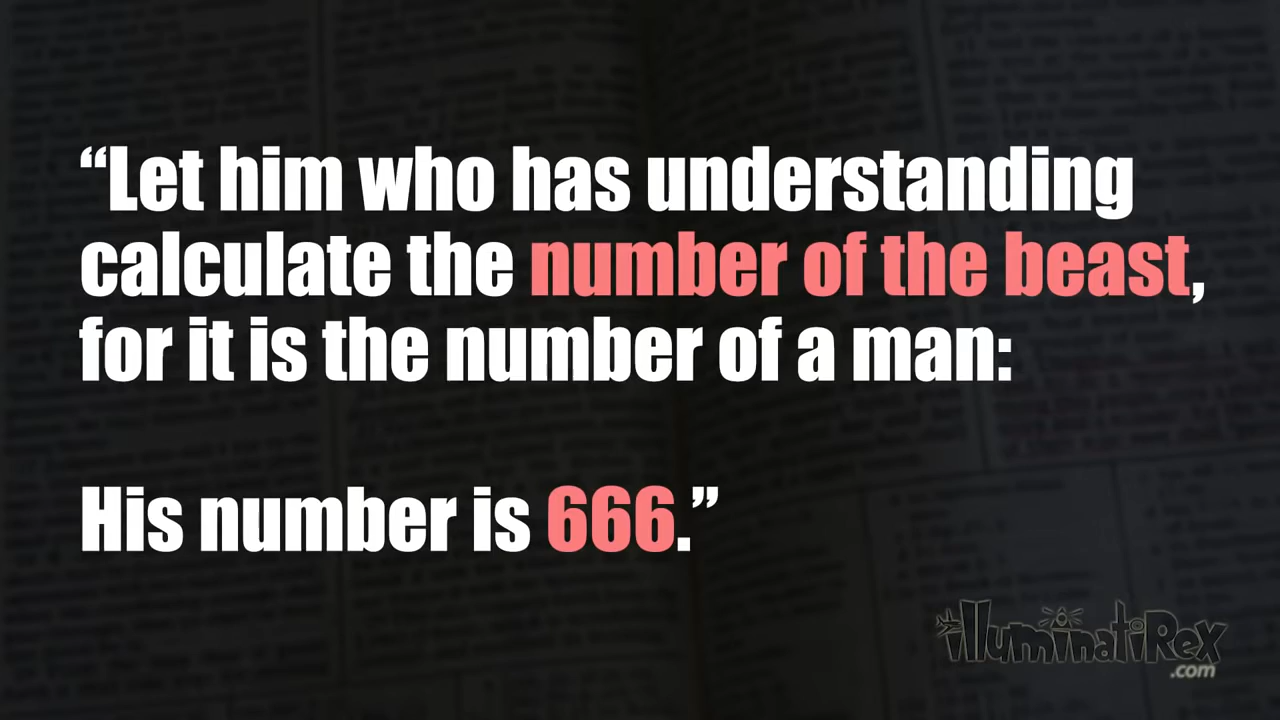 “Let him who has understanding
calculate the number of the beast,
for it is the number of a man:
His number is 666.”
illuminatiRex
.com